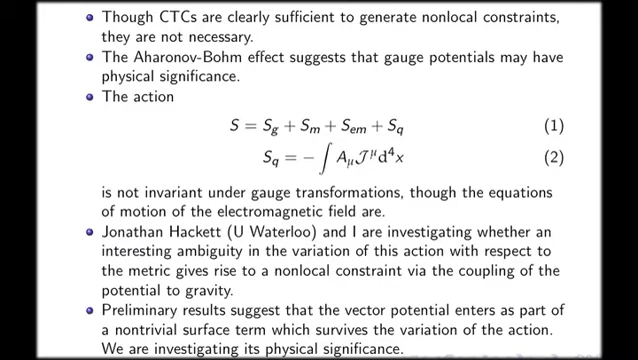 Though CTCs are clearly sufficient to generate nonlocal constraints,
they are not necessary.
The Aharonov-Bohm effect suggests that gauge potentials may have
physical significance.
The action
S = S_g + S_m + S_em + S_q (1)
S_q = − ∫ A_μ 𝒥^μ d⁴x (2)
is not invariant under gauge transformations, though the equations
of motion of the electromagnetic field are.
Jonathan Hackett (U Waterloo) and I are investigating whether an
interesting ambiguity in the variation of this action with respect to
the metric gives rise to a nonlocal constraint via the coupling of the
potential to gravity.
Preliminary results suggest that the vector potential enters as part of
a nontrivial surface term which survives the variation of the action.
We are investigating its physical significance.